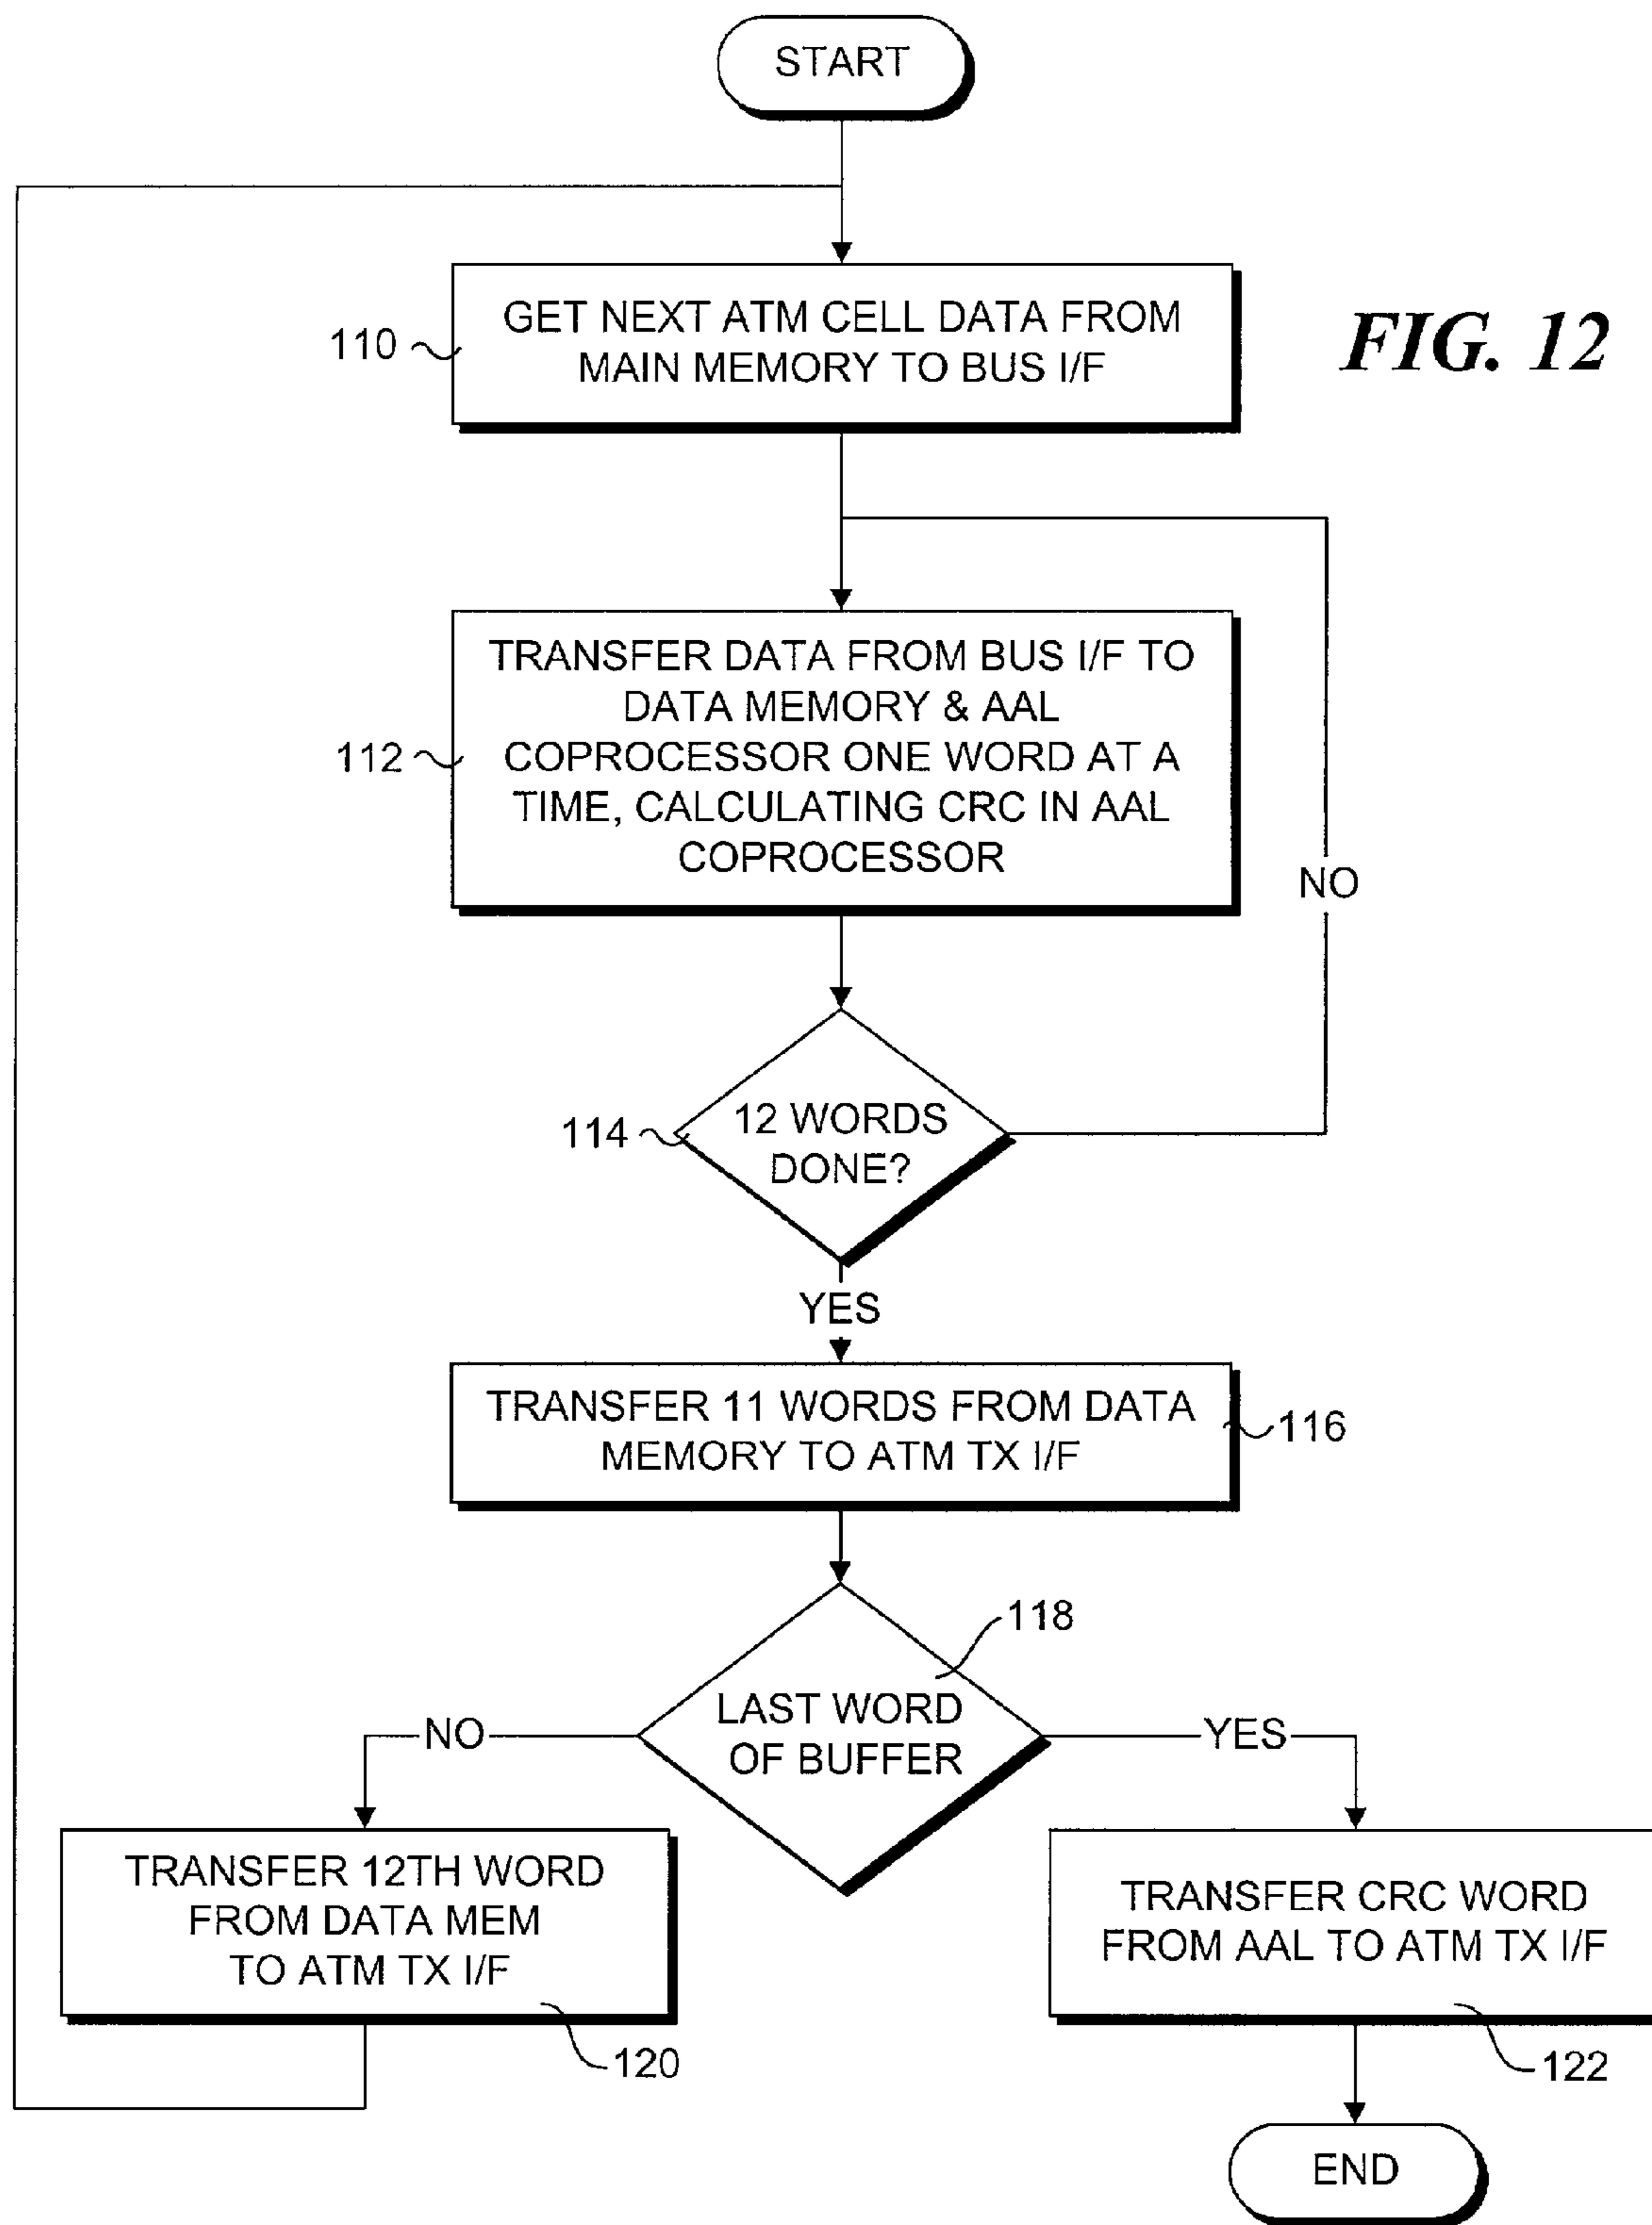 START
GET NEXT ATM CELL DATA FROM
MAIN MEMORY TO BUS I/F
110
FIG. 12
TRANSFER DATA FROM BUS I/F TO
DATA MEMORY & AAL
COPROCESSOR ONE WORD AT A
TIME, CALCULATING CRC IN AAL
COPROCESSOR
112
NO
12 WORDS
DONE?
114
YES
TRANSFER 11 WORDS FROM DATA
MEMORY TO ATM TX I/F
116
118
LAST WORD
OF BUFFER
NO
YES
TRANSFER 12TH WORD
FROM DATA MEM
TO ATM TX I/F
120
TRANSFER CRC WORD
FROM AAL TO ATM TX I/F
122
END